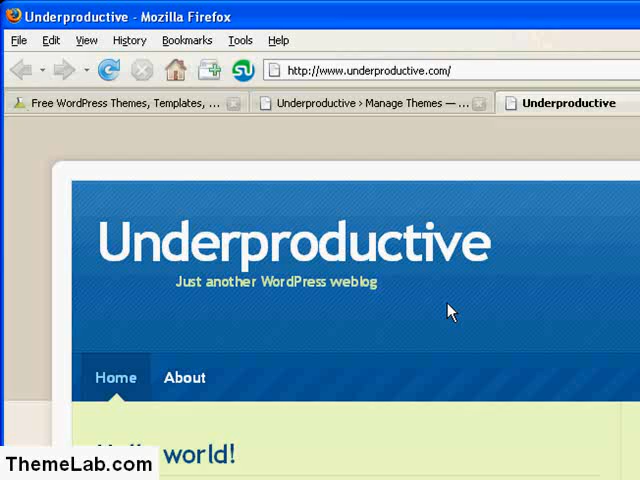 Underproductive - Mozilla Firefox
File Edit View History Bookmarks Tools Help
http://www.underproductive.com/
Free WordPress Themes, Templates, ... Underproductive › Manage Themes — ... Underproductive
Underproductive
Just another WordPress weblog
Home About
world!
ThemeLab.com